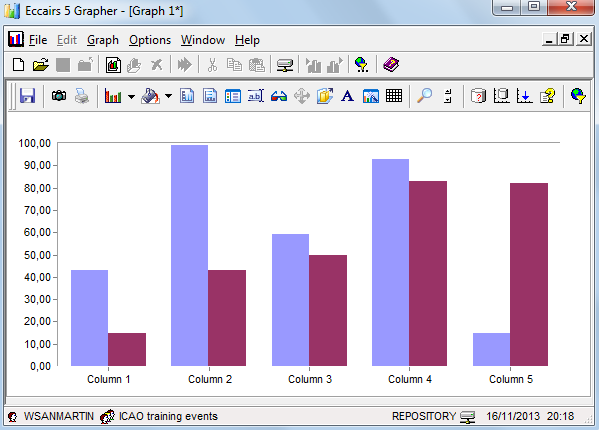 Eccairs 5 Grapher - [Graph 1*]
File Edit Graph Options Window Help
100,00
90,00
80,00
70,00
60,00
50,00
40,00
30,00
20,00
10,00
0,00
Column 1 Column 2 Column 3 Column 4 Column 5
WSANMARTIN ICAO training events REPOSITORY 16/11/2013 20:18